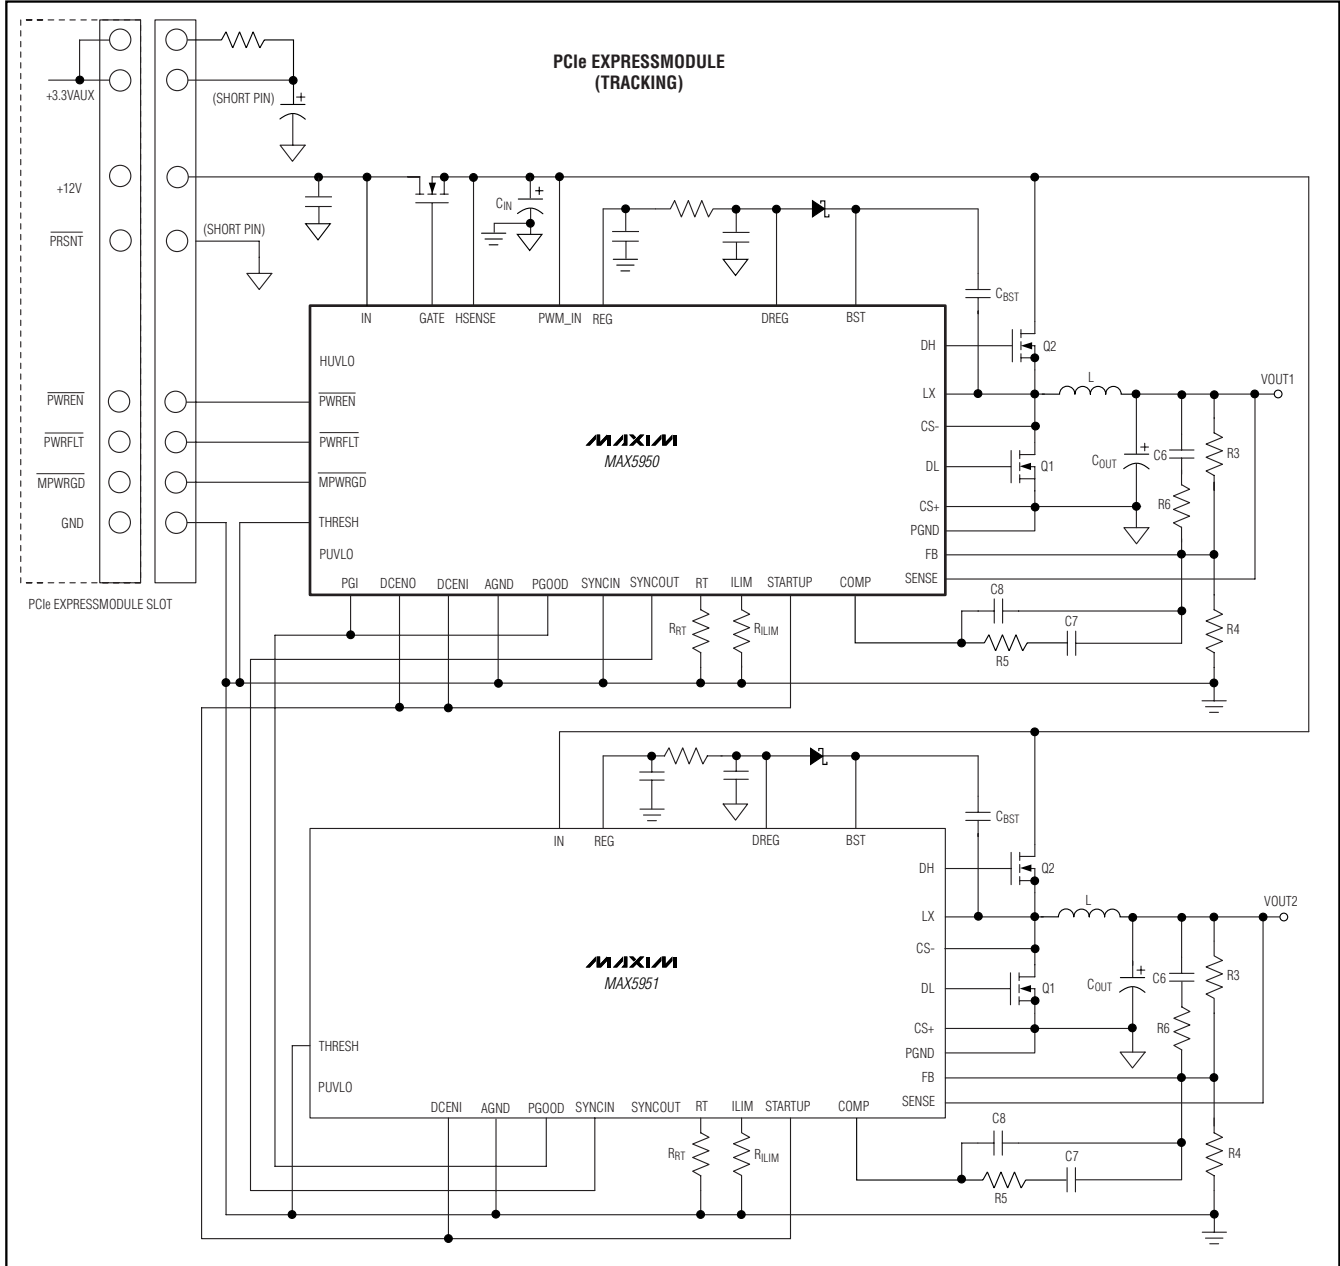 PCIe EXPRESSMODULE
(TRACKING)
+3.3VAUX
(SHORT PIN)
+12V
PRSNT
(SHORT PIN)
CIN
CBST
IN
GATE
HSENSE
PWM_IN
REG
DREG
BST
HUVLO
DH
Q2
L
VOUT1
PWREN
PWREN
LX
CS-
PWRFLT
PWRFLT
MAXIM
MAX5950
COUT
C6
R3
MPWRGD
MPWRGD
DL
Q1
R6
CS+
GND
THRESH
PGND
PUVLO
FB
SENSE
PGI
DCENO
DCENI
AGND
PGOOD
SYNCIN
SYNCOUT
RT
ILIM
STARTUP
COMP
PCIe EXPRESSMODULE SLOT
RRT
RILIM
C8
C7
R5
R4
CBST
IN
REG
DREG
BST
DH
Q2
L
VOUT2
LX
CS-
MAXIM
MAX5951
COUT
C6
R3
DL
Q1
R6
CS+
THRESH
PGND
PUVLO
FB
SENSE
DCENI
AGND
PGOOD
SYNCIN
SYNCOUT
RT
ILIM
STARTUP
COMP
RRT
RILIM
C8
C7
R5
R4